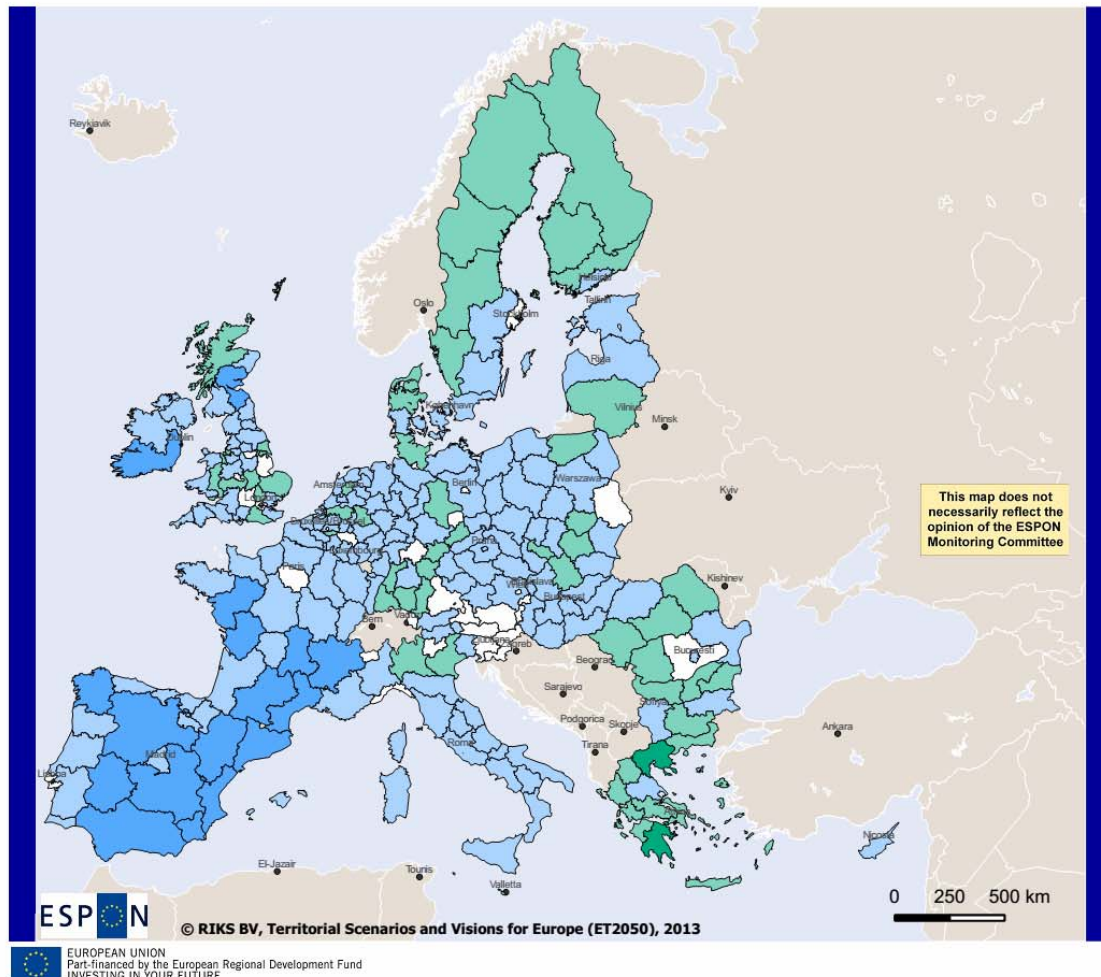 Reykjavik
Oslo
Helsinki
Tallinn
Stockholm
Riga
København
Vilnius
Minsk
Dublin
Amsterdam
Berlin
Warszawa
London
Kyiv
This map does not
necessarily reflect the
opinion of the ESPON
Monitoring Committee
Praha
Paris
Budapest
Kishinev
Bern
Vaduz
Ljubljana
Zagreb
Bucuresti
Beograd
Sarajevo
Sofiya
Podgorica
Skopje
Roma
Tirana
Ankara
Madrid
Lisboa
Nicosia
El-Jazair
Tounis
Valletta
0 250 500 km
ESPON
© RIKS BV, Territorial Scenarios and Visions for Europe (ET2050), 2013
EUROPEAN UNION
Part-financed by the European Regional Development Fund
INVESTING IN YOUR FUTURE